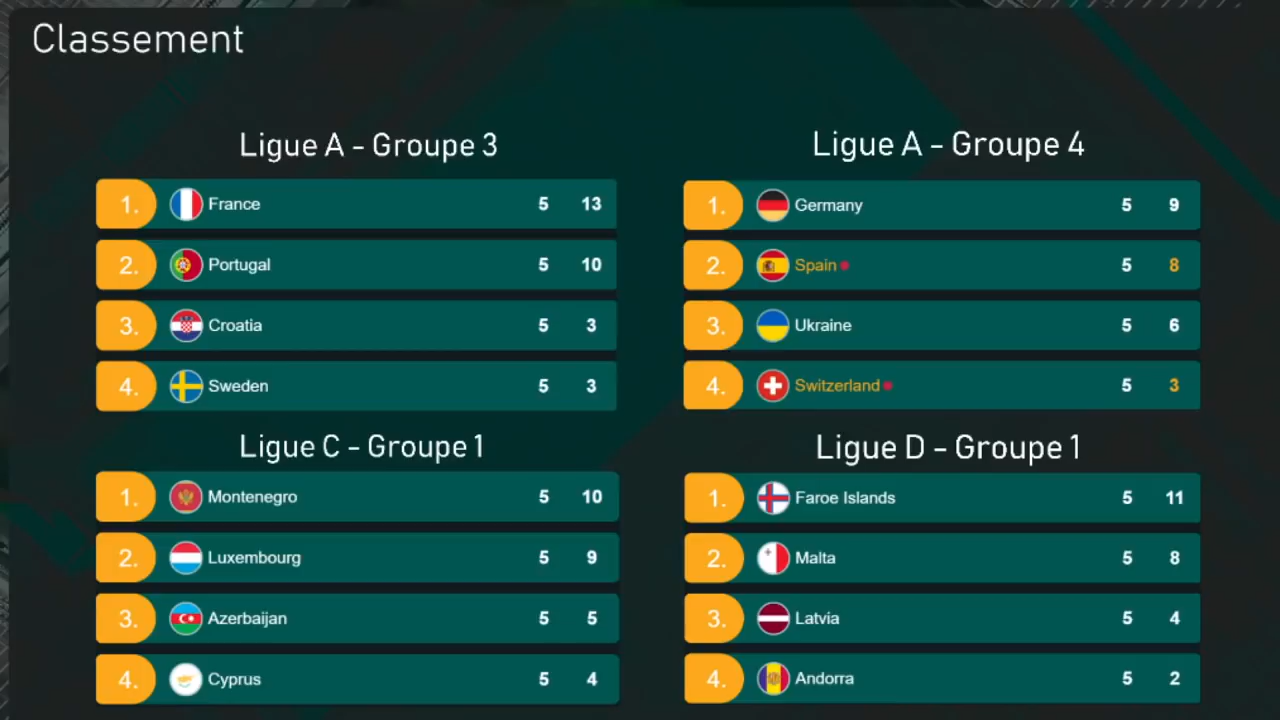 Classement
Ligue A - Groupe 3
1. France 5 13
2. Portugal 5 10
3. Croatia 5 3
4. Sweden 5 3
Ligue A - Groupe 4
1. Germany 5 9
2. Spain 5 8
3. Ukraine 5 6
4. Switzerland 5 3
Ligue C - Groupe 1
1. Montenegro 5 10
2. Luxembourg 5 9
3. Azerbaijan 5 5
4. Cyprus 5 4
Ligue D - Groupe 1
1. Faroe Islands 5 11
2. Malta 5 8
3. Latvia 5 4
4. Andorra 5 2